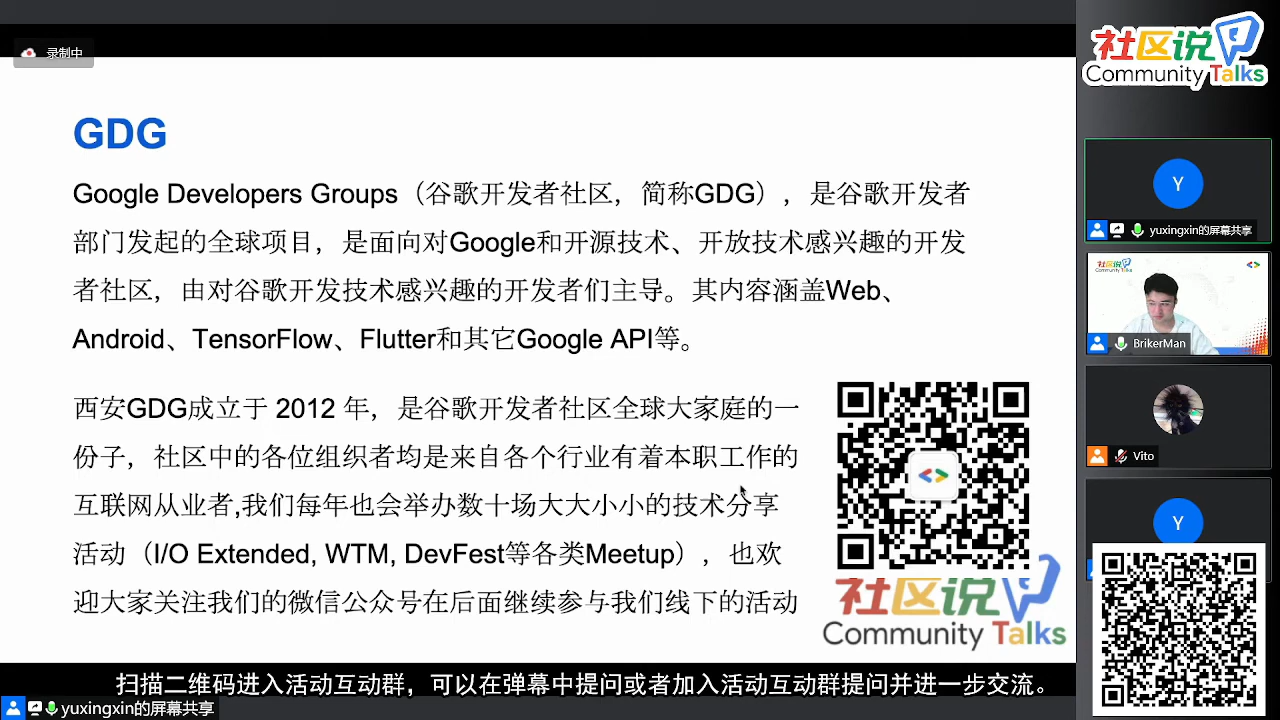 录制中
GDG
Google Developers Groups（谷歌开发者社区，简称GDG），是谷歌开发者
部门发起的全球项目，是面向对Google和开源技术、开放技术感兴趣的开发
者社区，由对谷歌开发技术感兴趣的开发者们主导。其内容涵盖Web、
Android、TensorFlow、Flutter和其它Google API等。
西安GDG成立于 2012 年，是谷歌开发者社区全球大家庭的一
份子，社区中的各位组织者均是来自各个行业有着本职工作的
互联网从业者,我们每年也会举办数十场大大小小的技术分享
活动（I/O Extended, WTM, DevFest等各类Meetup），也欢
迎大家关注我们的微信公众号在后面继续参与我们线下的活动
社区说
Community Talks
扫描二维码进入活动互动群，可以在弹幕中提问或者加入活动互动群提问并进一步交流。
yuxingxin的屏幕共享
社区说
Community Talks
Y
yuxingxin的屏幕共享
社区说
Community Talks
BrikerMan
Vito
Y